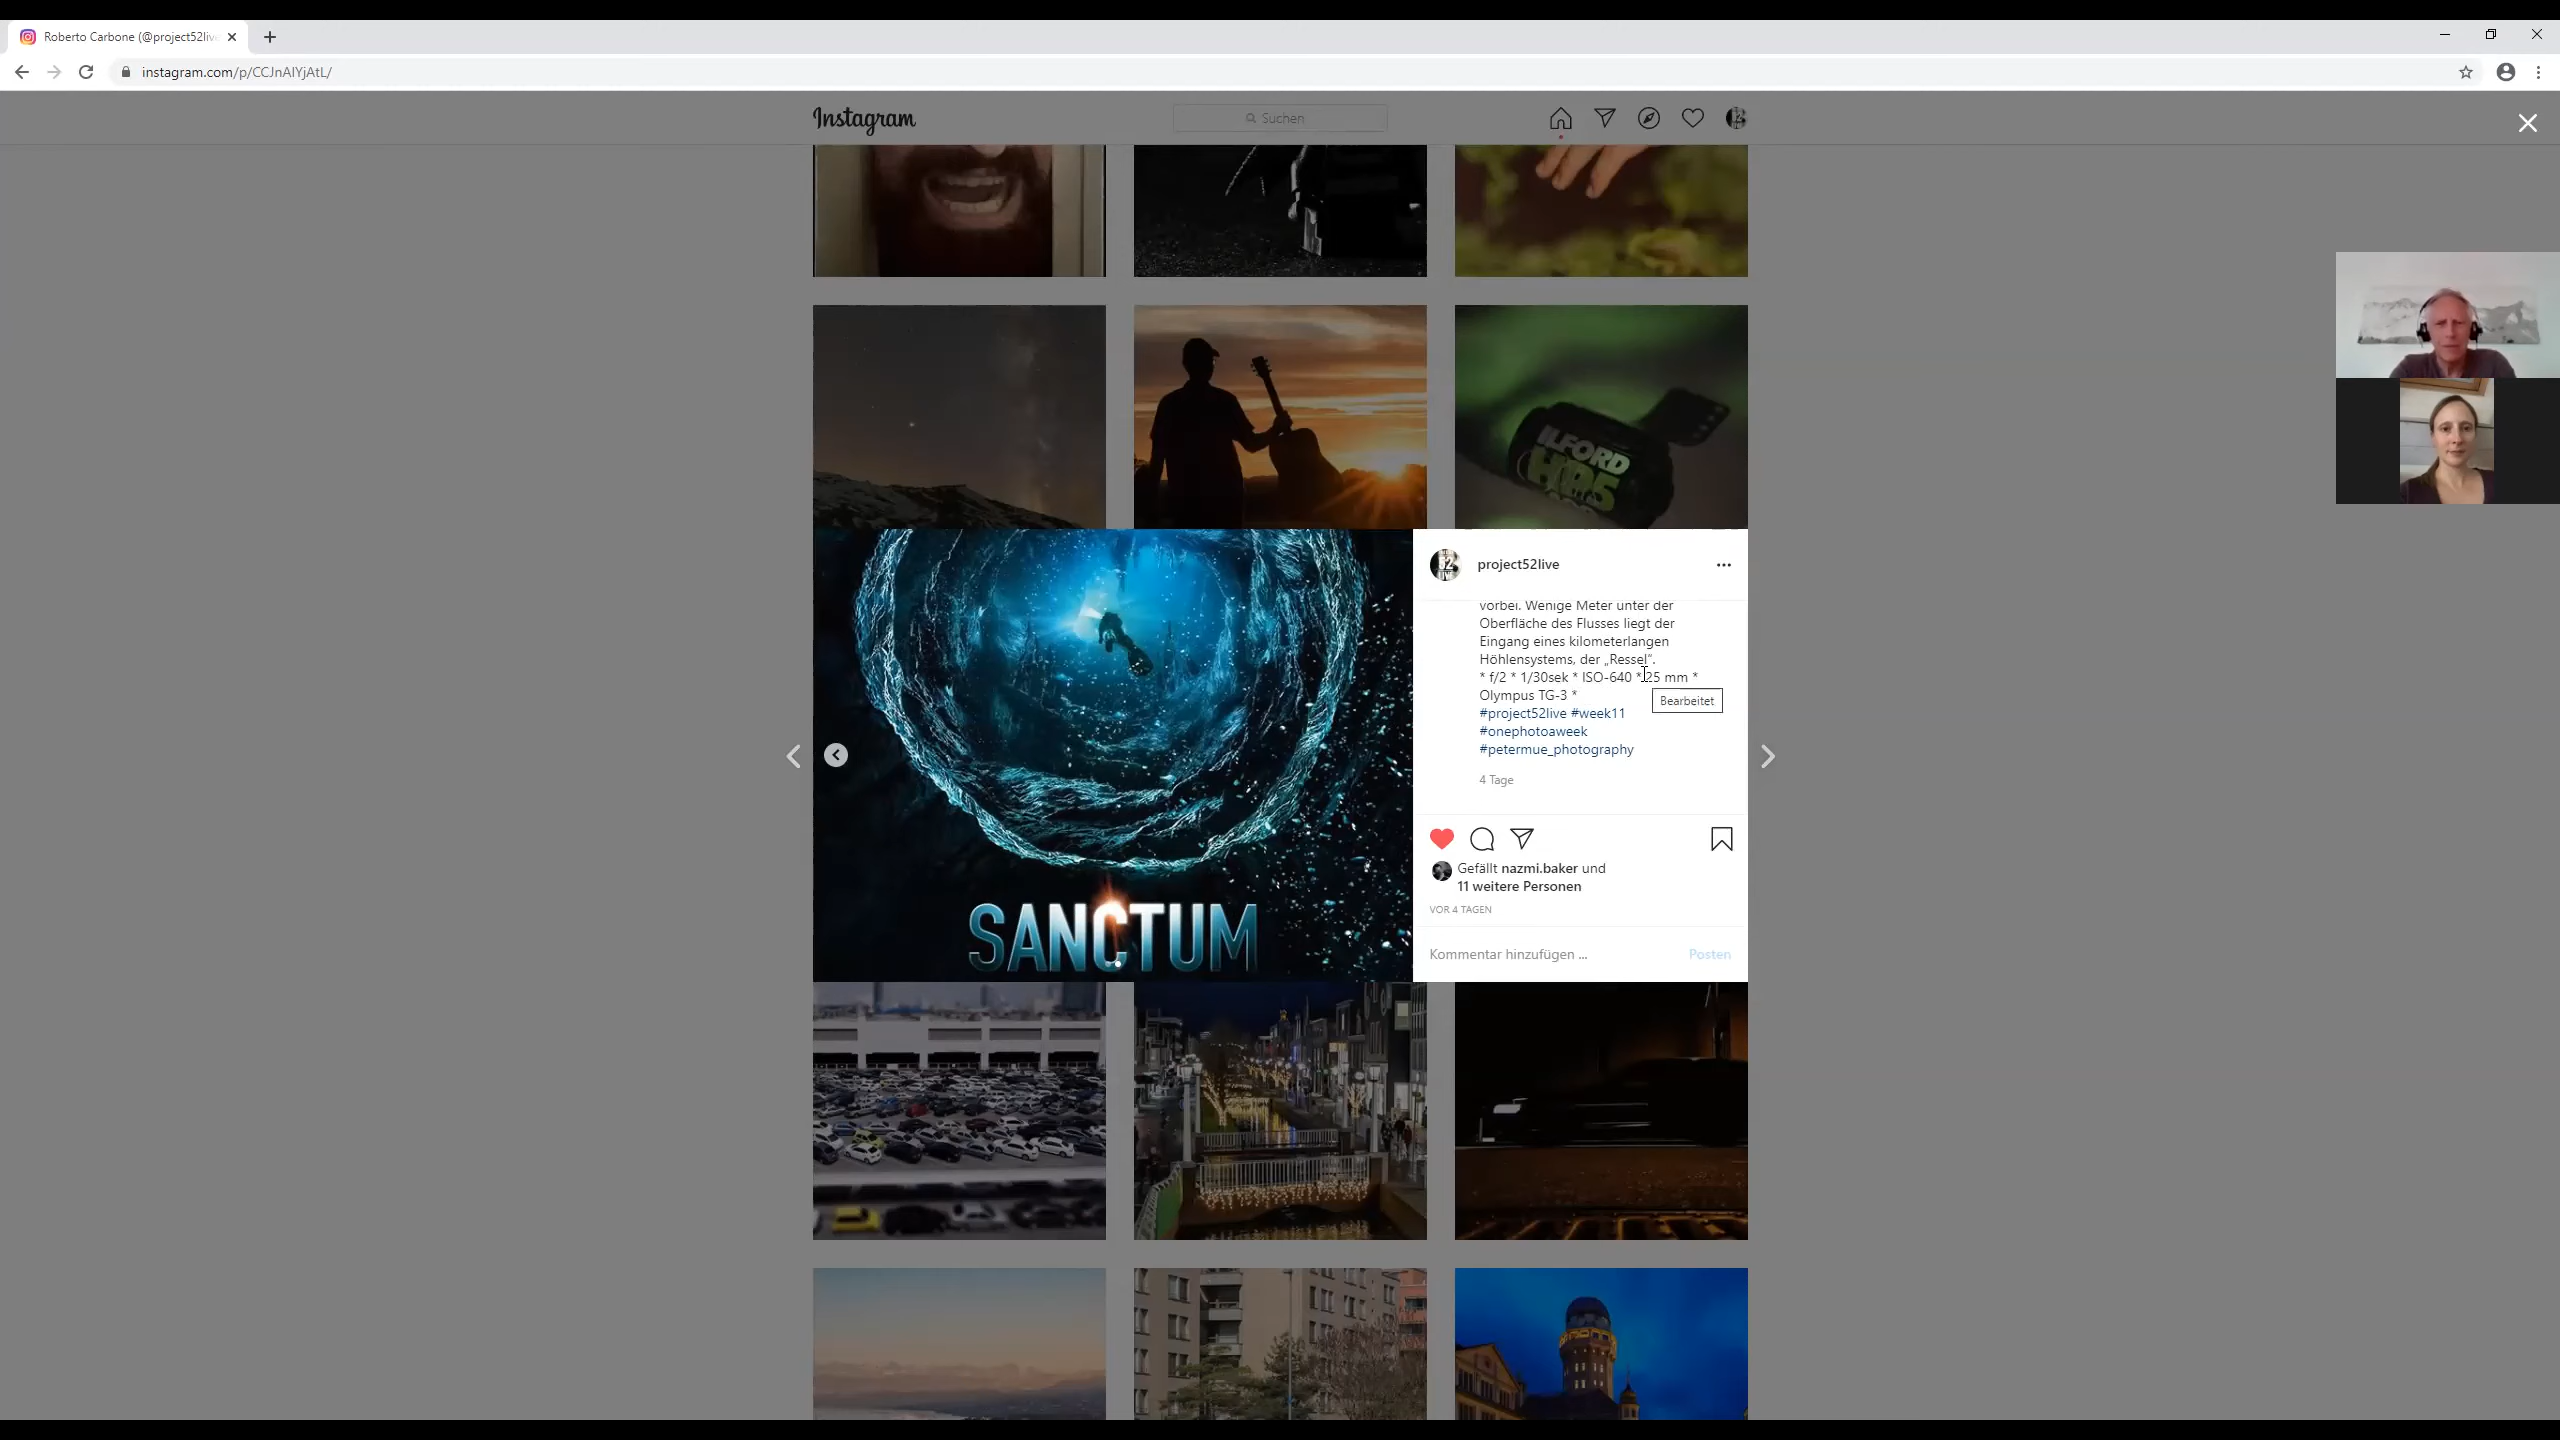 Roberto Carbone (@project52liv
instagram.com/p/CCJnAIYjAtL/
Instagram
Suchen
ILFORD
HP5
project52live
vorbei. Wenige Meter unter der
Oberfläche des Flusses liegt der
Eingang eines kilometerlangen
Höhlensystems, der „Ressel“.
* f/2 * 1/30sek * ISO-640 * 25 mm *
Olympus TG-3 *
Bearbeitet
#project52live #week11
#onephotoaweek
#petermue_photography
4 Tage
Gefällt nazmi.baker und
11 weitere Personen
VOR 4 TAGEN
Kommentar hinzufügen ...
Posten
SANCTUM